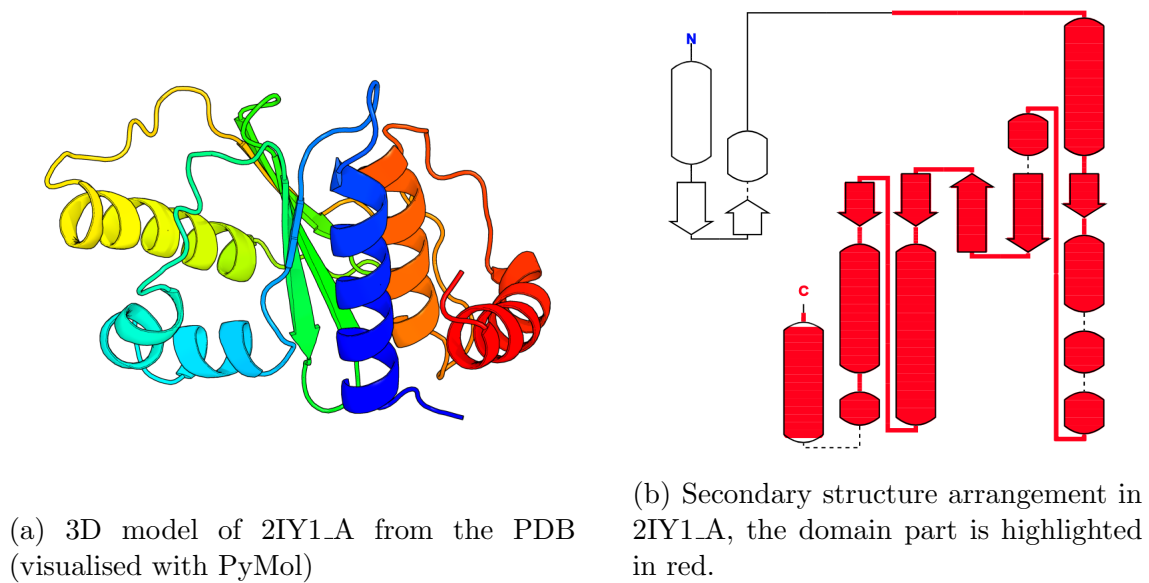 N
C
(a) 3D model of 2IY1_A from the PDB
(visualised with PyMol)
(b) Secondary structure arrangement in
2IY1_A, the domain part is highlighted
in red.